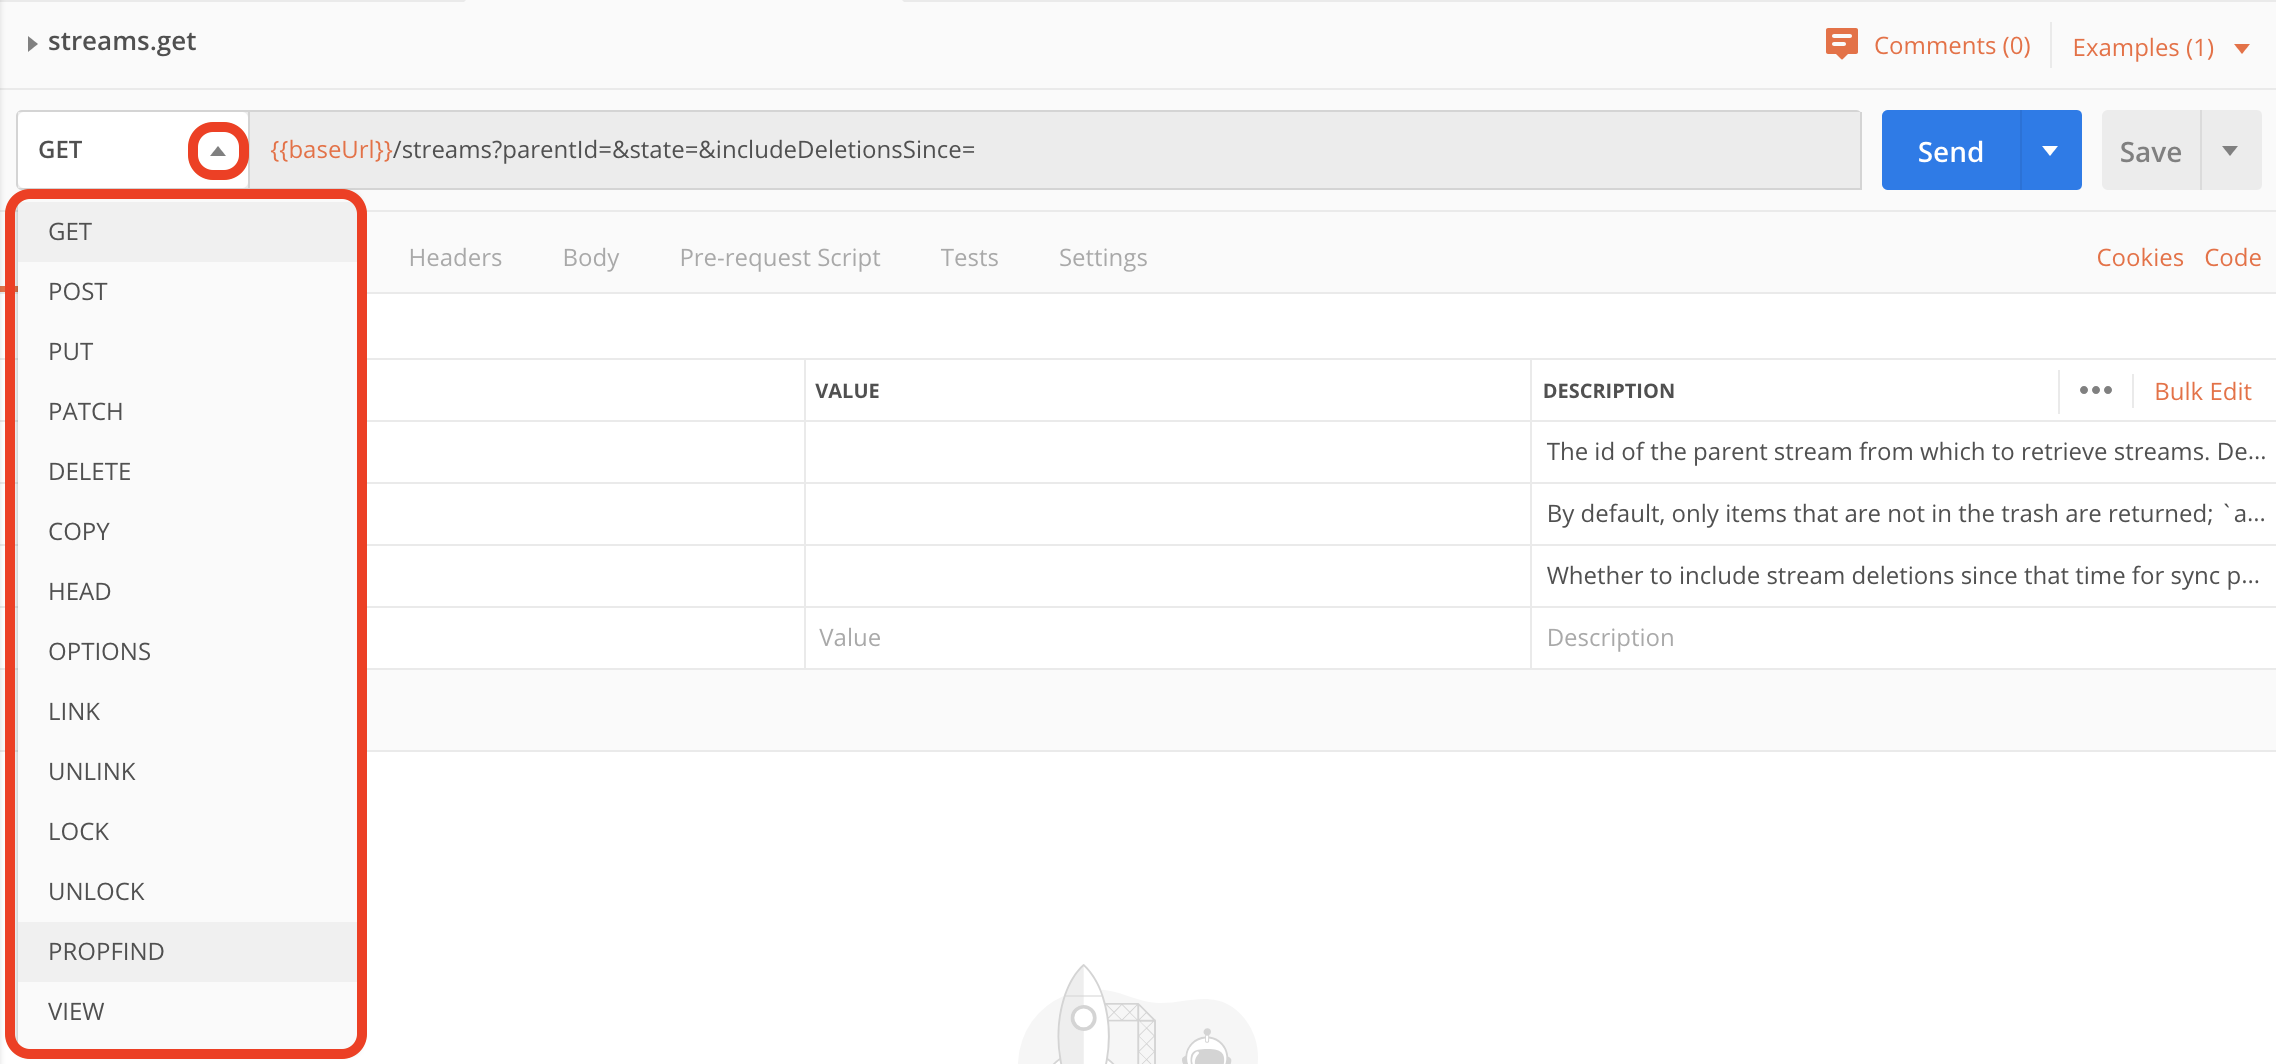 streams.get
Comments (0)
Examples (1)
GET
{{baseUrl}}/streams?parentId=&state=&includeDeletionsSince=
Send
Save
GET
POST
PUT
PATCH
DELETE
COPY
HEAD
OPTIONS
LINK
UNLINK
LOCK
UNLOCK
PROPFIND
VIEW
Headers
Body
Pre-request Script
Tests
Settings
Cookies
Code
VALUE
DESCRIPTION
Bulk Edit
The id of the parent stream from which to retrieve streams. De...
By default, only items that are not in the trash are returned; `a...
Whether to include stream deletions since that time for sync p...
Value
Description